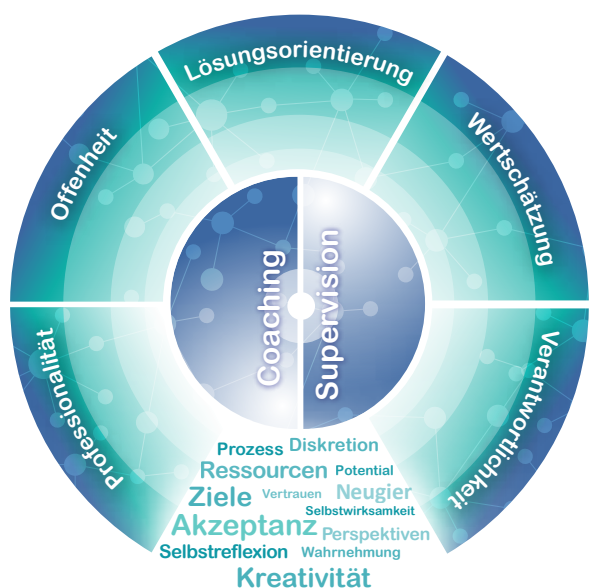 Lösungsorientierung
Offenheit
Wertschätzung
Coaching
Supervision
Professionalität
Verantwortlichkeit
Prozess Diskretion
Ressourcen Potential
Ziele Vertrauen Neugier
Selbstwirksamkeit
Akzeptanz Perspektiven
Selbstreflexion Wahrnehmung
Kreativität